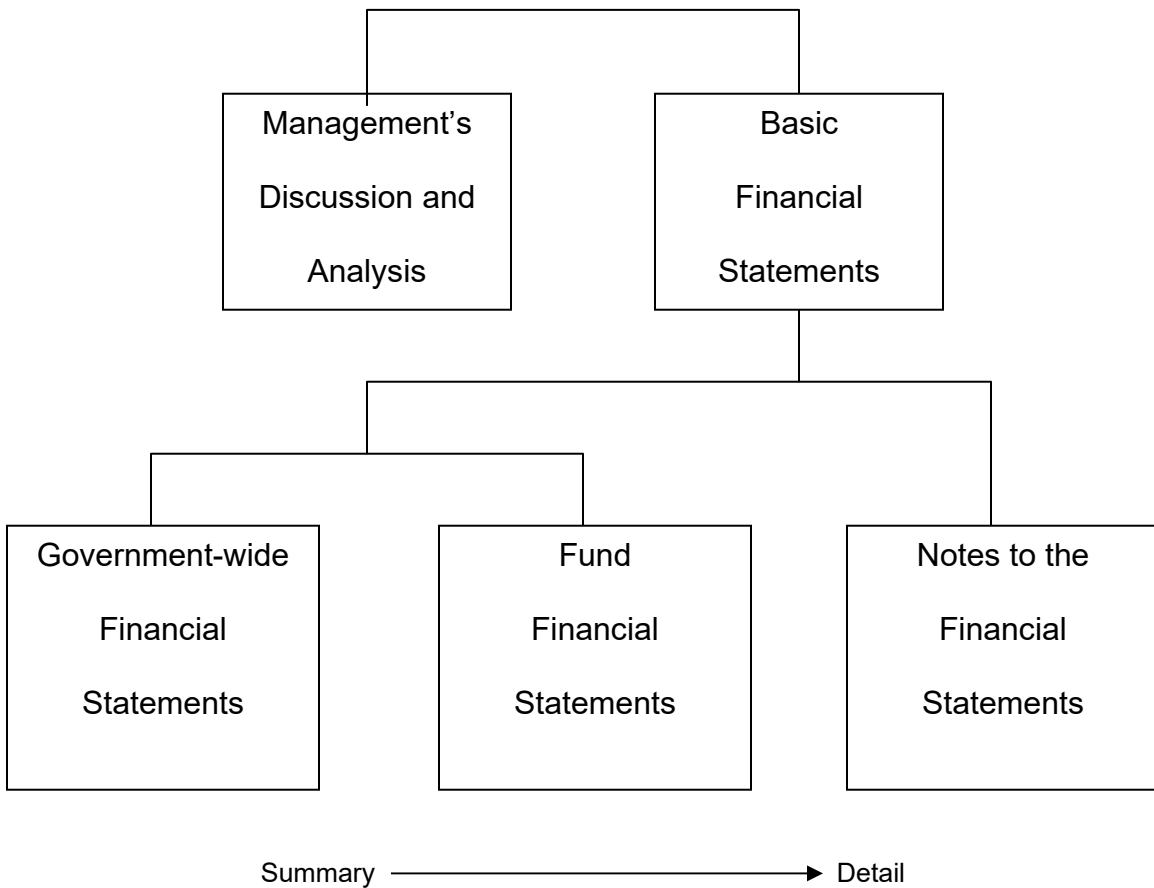 Management’s
Discussion and
Analysis
Basic
Financial
Statements
Government-wide
Financial
Statements
Fund
Financial
Statements
Notes to the
Financial
Statements
Summary
Detail